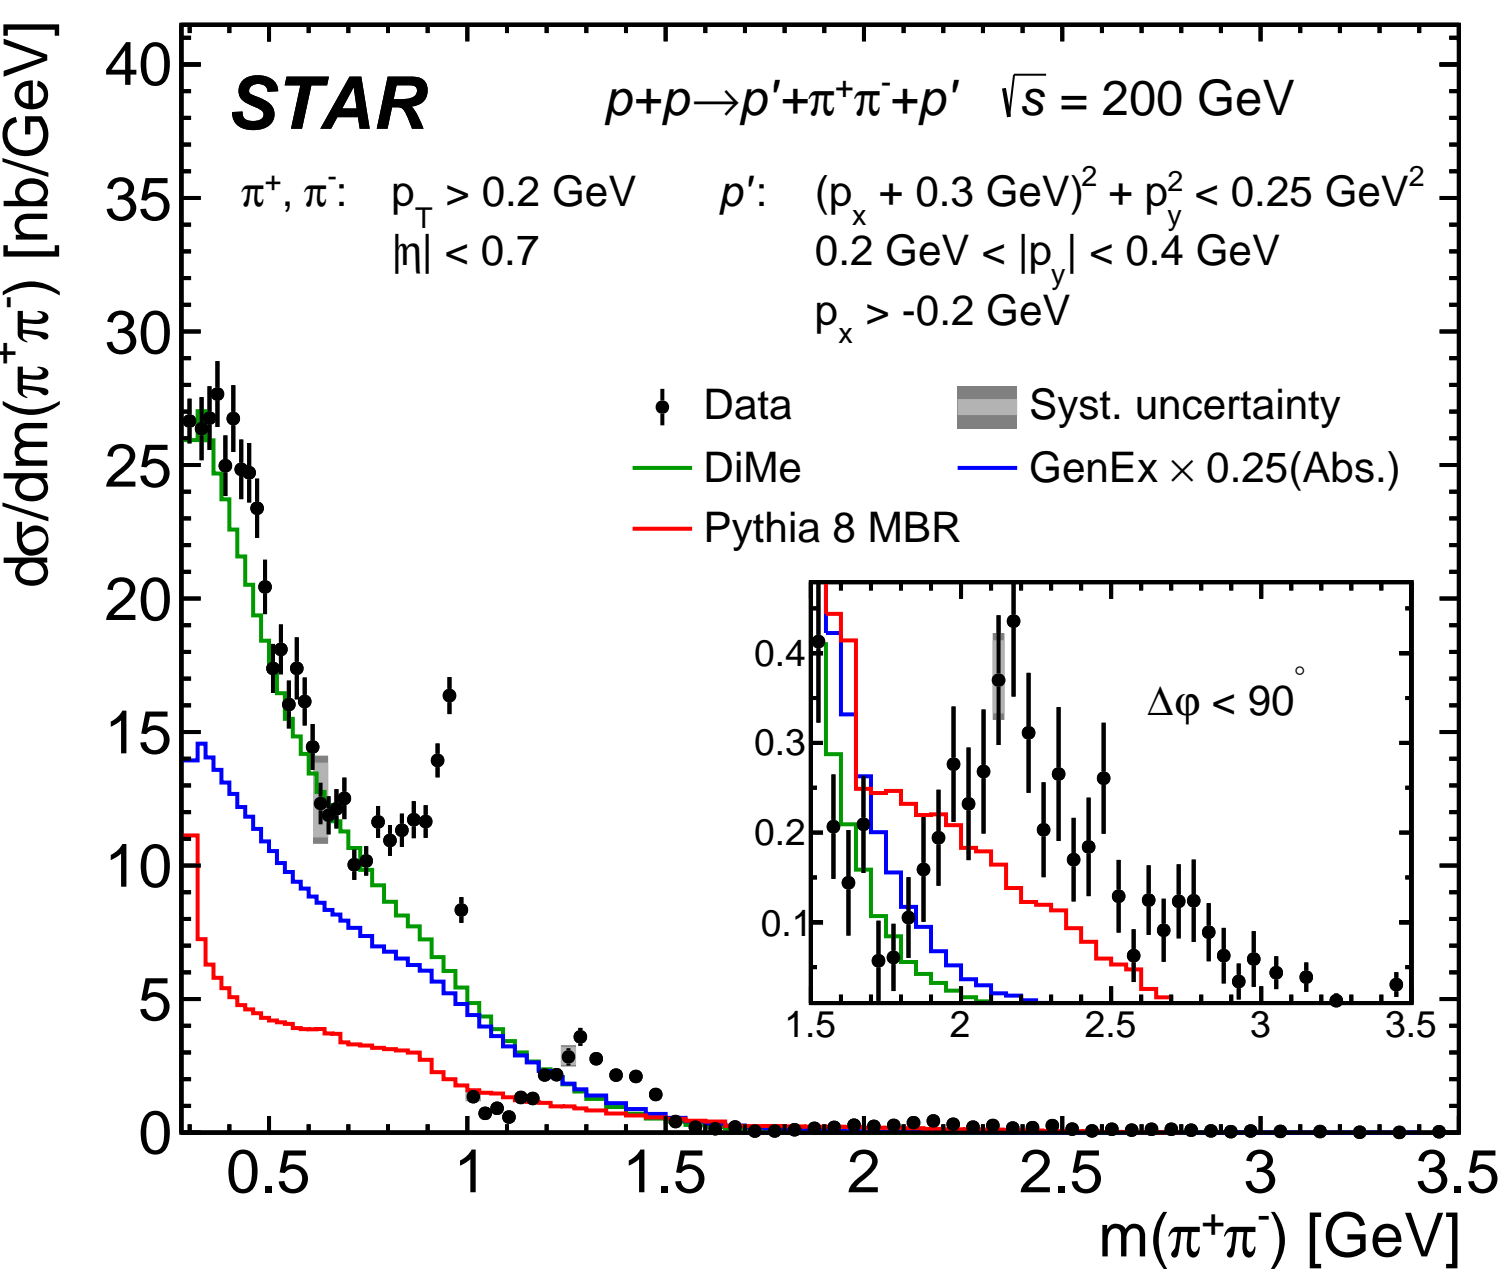 dσ/dm(π⁺π⁻) [nb/GeV]
40
35
30
25
20
15
10
5
0
STAR p+p→p′+π⁺π⁻+p′ √s = 200 GeV
π⁺, π⁻: p_T > 0.2 GeV p′: (p_x + 0.3 GeV)² + p_y² < 0.25 GeV²
|η| < 0.7 0.2 GeV < |p_y| < 0.4 GeV
p_x > -0.2 GeV
Data Syst. uncertainty
DiMe GenEx × 0.25(Abs.)
Pythia 8 MBR
0.4
0.3
0.2
0.1
Δφ < 90°
1.5 2 2.5 3 3.5
0.5 1 1.5 2 2.5 3 3.5
m(π⁺π⁻) [GeV]